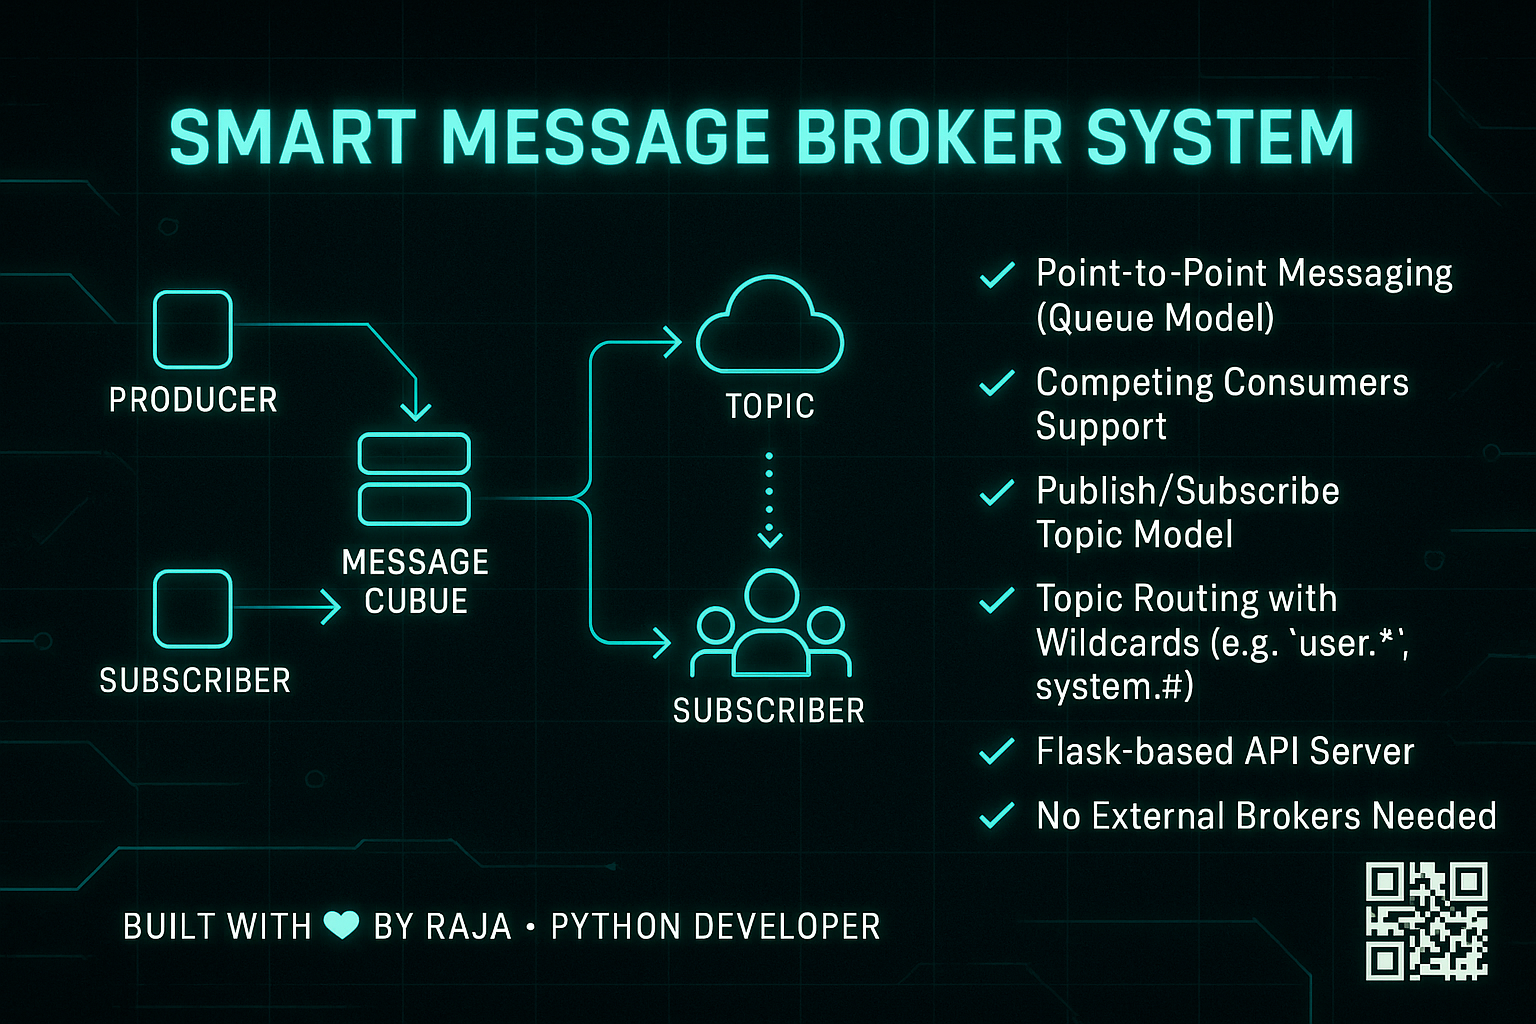 SMART MESSAGE BROKER SYSTEM
PRODUCER
MESSAGE
CUBUE
SUBSCRIBER
TOPIC
SUBSCRIBER
Point-to-Point Messaging
(Queue Model)
Competing Consumers
Support
Publish/Subscribe
Topic Model
Topic Routing with
Wildcards (e.g. `user.*`,
system.#)
Flask-based API Server
No External Brokers Needed
BUILT WITH ♥ BY RAJA • PYTHON DEVELOPER